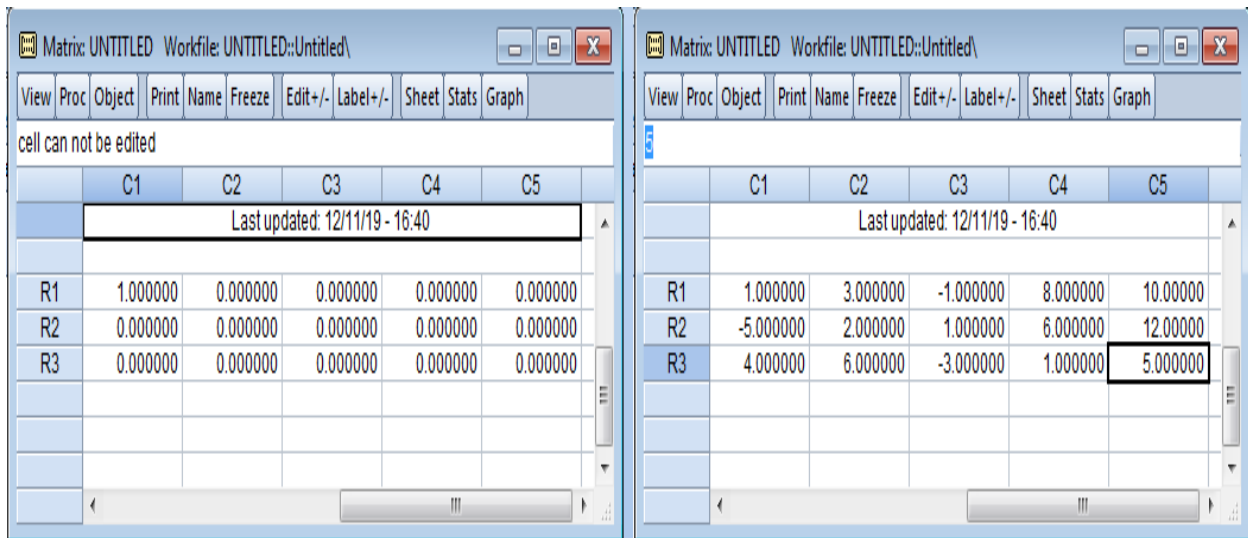 Matrix: UNTITLED Workfile: UNTITLED::Untitled\
View Proc Object Print Name Freeze Edit+/- Label+/- Sheet Stats Graph
cell can not be edited
C1 C2 C3 C4 C5
Last updated: 12/11/19 - 16:40
R1 1.000000 0.000000 0.000000 0.000000 0.000000
R2 0.000000 0.000000 0.000000 0.000000 0.000000
R3 0.000000 0.000000 0.000000 0.000000 0.000000
Matrix: UNTITLED Workfile: UNTITLED::Untitled\
View Proc Object Print Name Freeze Edit+/- Label+/- Sheet Stats Graph
5
C1 C2 C3 C4 C5
Last updated: 12/11/19 - 16:40
R1 1.000000 3.000000 -1.000000 8.000000 10.00000
R2 -5.000000 2.000000 1.000000 6.000000 12.00000
R3 4.000000 6.000000 -3.000000 1.000000 5.000000